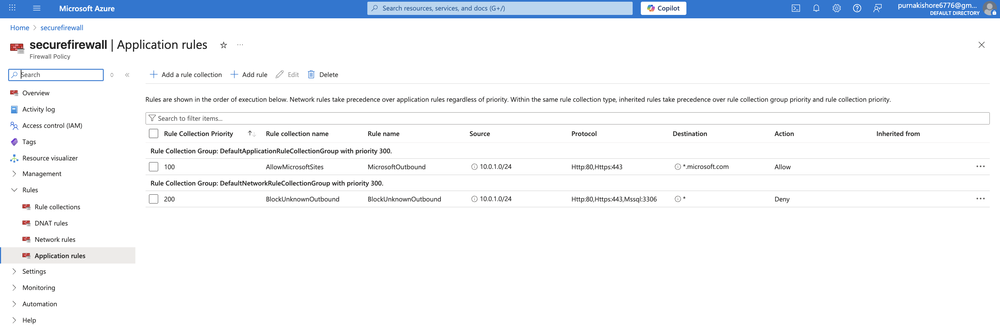 Microsoft Azure
Search resources, services, and docs (G+/)
Copilot
purnakishore6776@gm...
DEFAULT DIRECTORY
Home > securefirewall
securefirewall | Application rules
Firewall Policy
Search
Add a rule collection
Add rule
Edit
Delete
Overview
Activity log
Access control (IAM)
Tags
Resource visualizer
Management
Rules
Rule collections
DNAT rules
Network rules
Application rules
Settings
Monitoring
Automation
Help
Rules are shown in the order of execution below. Network rules take precedence over application rules regardless of priority. Within the same rule collection type, inherited rules take precedence over rule collection group priority and rule collection priority.
Search to filter items...
Rule Collection Priority Rule collection name Rule name Source Protocol Destination Action Inherited from
Rule Collection Group: DefaultApplicationRuleCollectionGroup with priority 300.
100 AllowMicrosoftSites MicrosoftOutbound 10.0.1.0/24 Http:80,Https:443 *.microsoft.com Allow
Rule Collection Group: DefaultNetworkRuleCollectionGroup with priority 300.
200 BlockUnknownOutbound BlockUnknownOutbound 10.0.1.0/24 Http:80,Https:443,Mssql:3306 * Deny